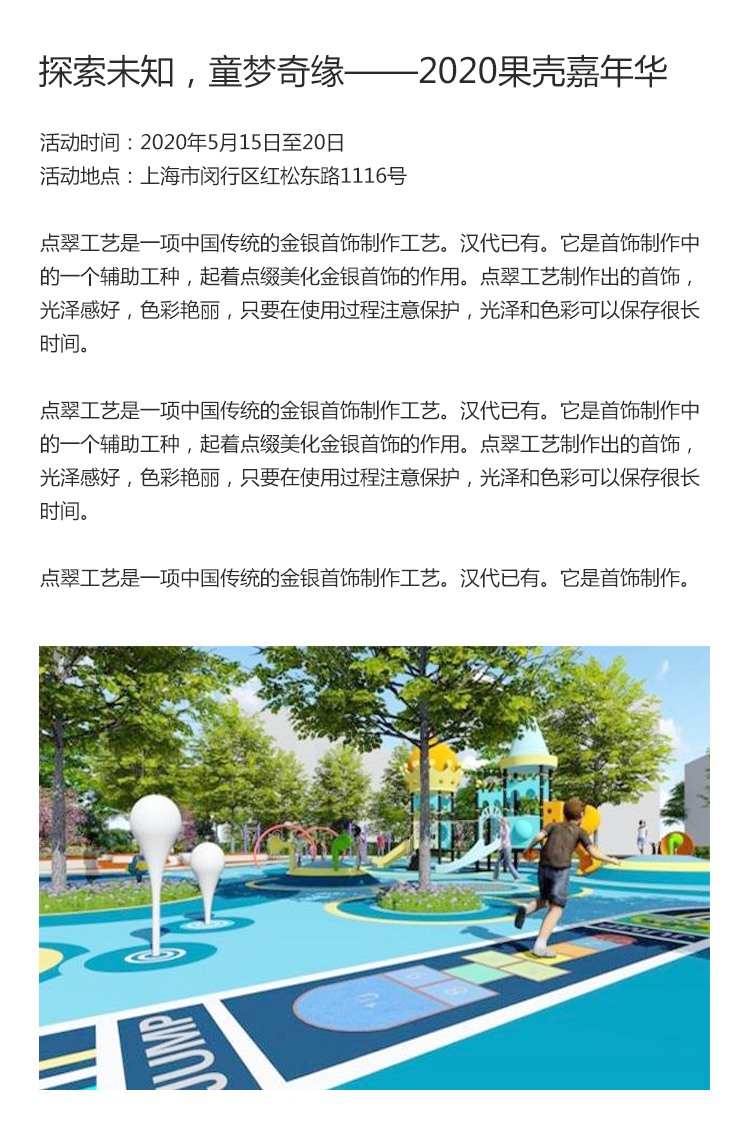 探索未知，童梦奇缘——2020果壳嘉年华
活动时间：2020年5月15日至20日
活动地点：上海市闵行区红松东路1116号
点翠工艺是一项中国传统的金银首饰制作工艺。汉代已有。它是首饰制作中
的一个辅助工种，起着点缀美化金银首饰的作用。点翠工艺制作出的首饰，
光泽感好，色彩艳丽，只要在使用过程注意保护，光泽和色彩可以保存很长
时间。
点翠工艺是一项中国传统的金银首饰制作工艺。汉代已有。它是首饰制作中
的一个辅助工种，起着点缀美化金银首饰的作用。点翠工艺制作出的首饰，
光泽感好，色彩艳丽，只要在使用过程注意保护，光泽和色彩可以保存很长
时间。
点翠工艺是一项中国传统的金银首饰制作工艺。汉代已有。它是首饰制作。
JUMP